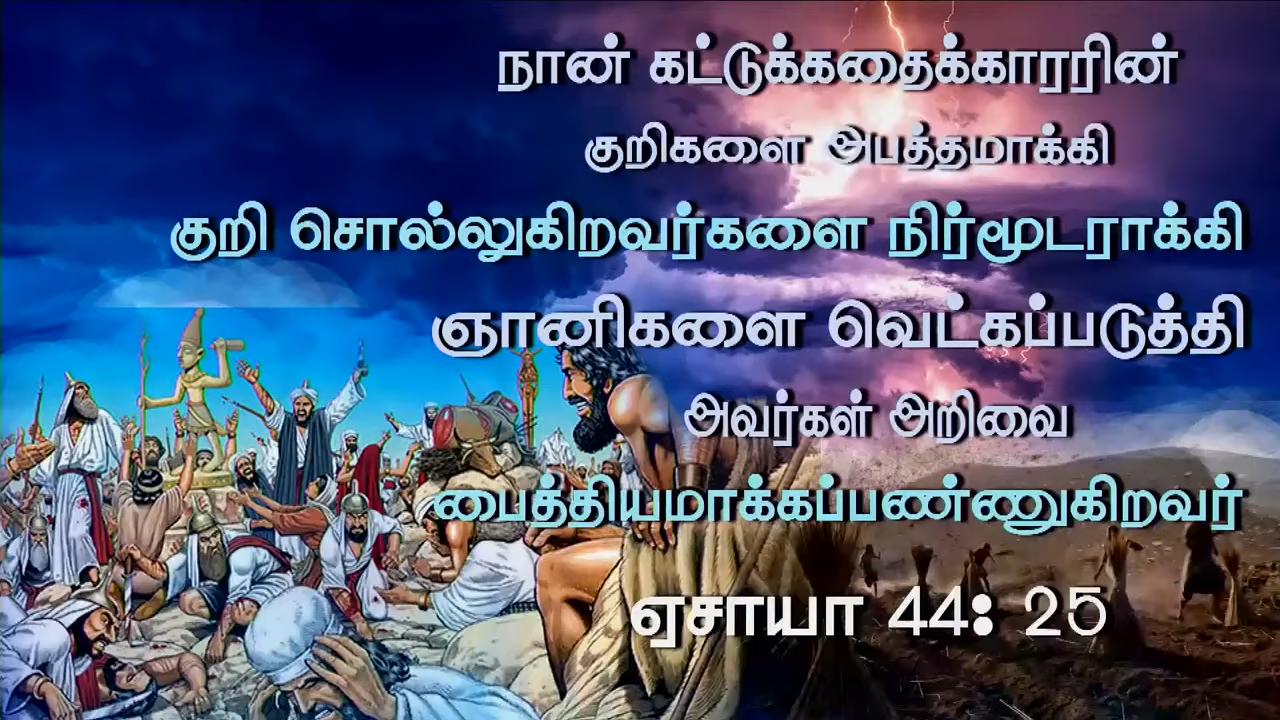 நான் கட்டுக்கதைக்காரரின்
குறிகளை அபத்தமாக்கி
குறி சொல்லுகிறவர்களை நிர்மூடராக்கி
ஞானிகளை வெட்கப்படுத்தி
அவர்கள் அறிவை
பைத்தியமாக்கப்பண்ணுகிறவர்
ஏசாயா 44: 25